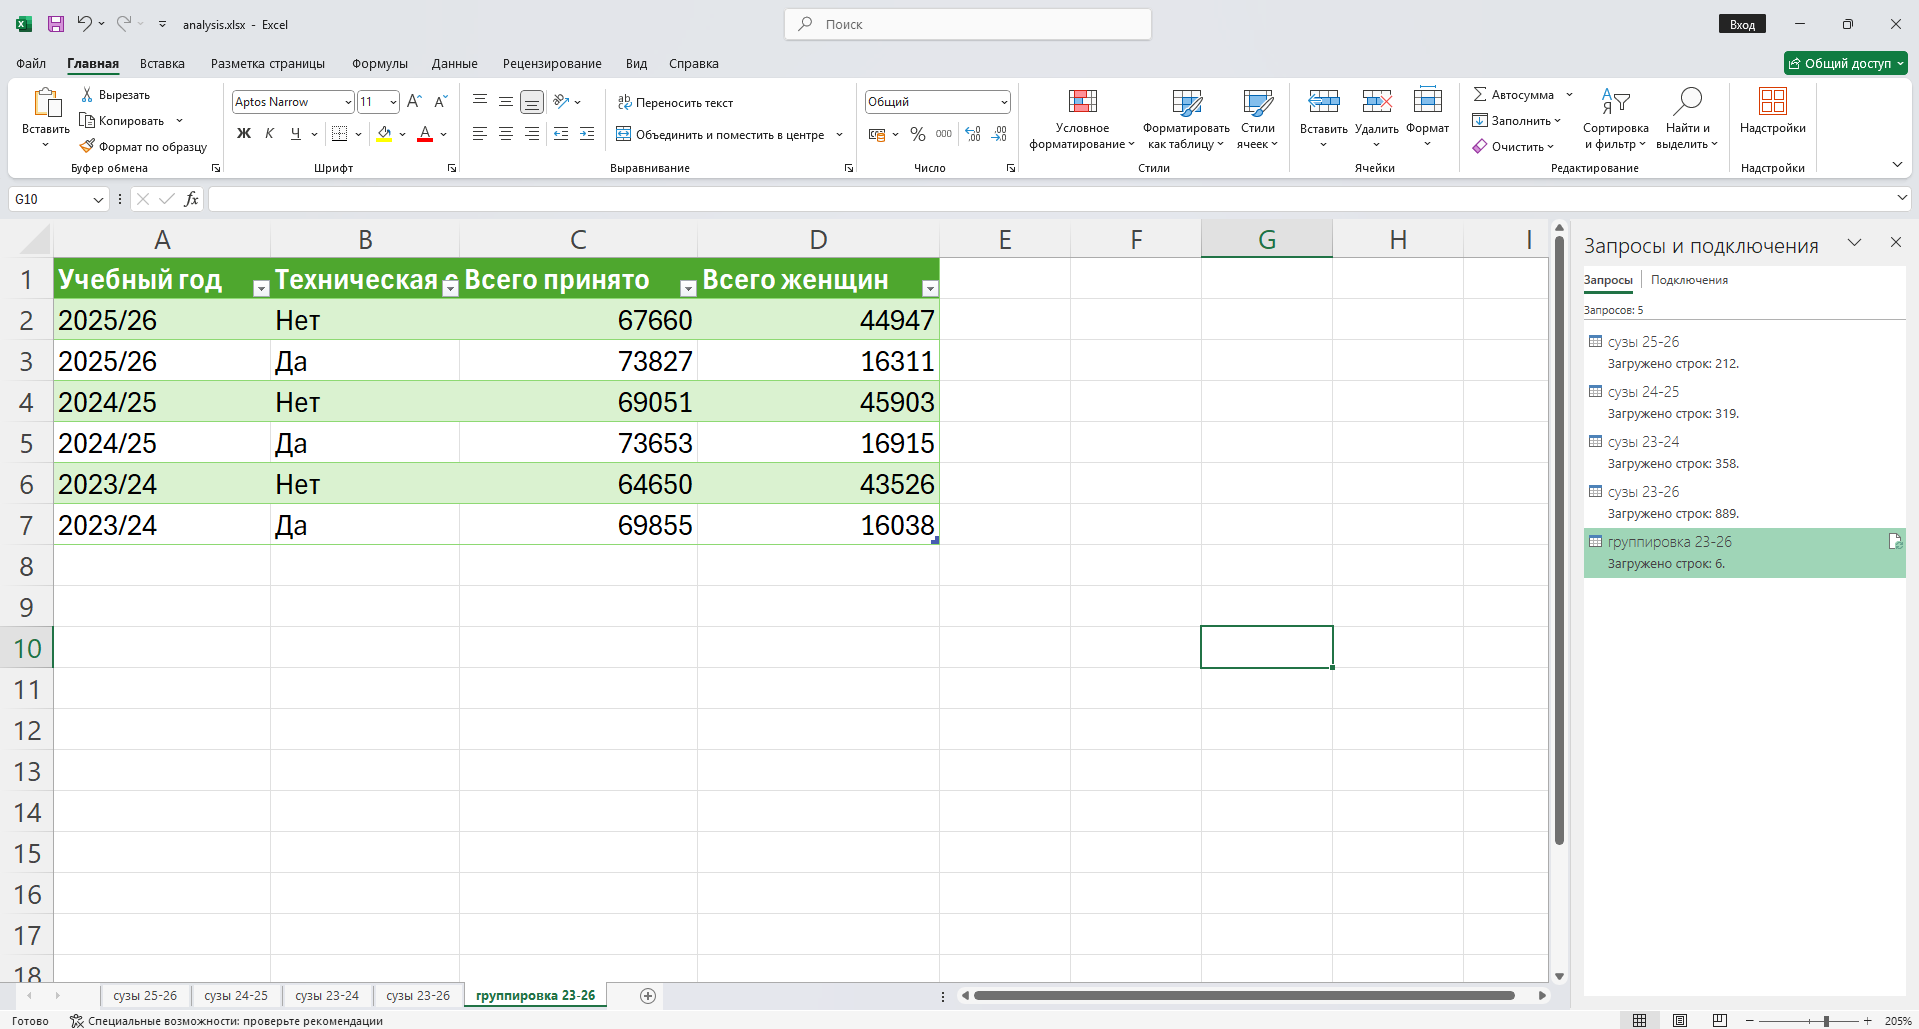 analysis.xlsx - Excel
Поиск
Вход
Файл Главная Вставка Разметка страницы Формулы Данные Рецензирование Вид Справка
Общий доступ
Вставить
Вырезать
Копировать
Формат по образцу
Буфер обмена
Aptos Narrow 11
Ж К Ч
Шрифт
Переносить текст
Объединить и поместить в центре
Выравнивание
Общий
% 000
Число
Условное форматирование
Форматировать как таблицу
Стили ячеек
Стили
Вставить Удалить Формат
Ячейки
Автосумма
Заполнить
Очистить
Сортировка и фильтр
Найти и выделить
Редактирование
Надстройки
Надстройки
G10
fx
A B C D E F G H I
1 Учебный год Техническая Всего принято Всего женщин
2 2025/26 Нет 67660 44947
3 2025/26 Да 73827 16311
4 2024/25 Нет 69051 45903
5 2024/25 Да 73653 16915
6 2023/24 Нет 64650 43526
7 2023/24 Да 69855 16038
8
9
10
11
12
13
14
15
16
17
18
Запросы и подключения
Запросы Подключения
Запросов: 5
сузы 25-26
Загружено строк: 212.
сузы 24-25
Загружено строк: 319.
сузы 23-24
Загружено строк: 358.
сузы 23-26
Загружено строк: 889.
группировка 23-26
Загружено строк: 6.
сузы 25-26 сузы 24-25 сузы 23-24 сузы 23-26 группировка 23-26
Готово Специальные возможности: проверьте рекомендации
205%